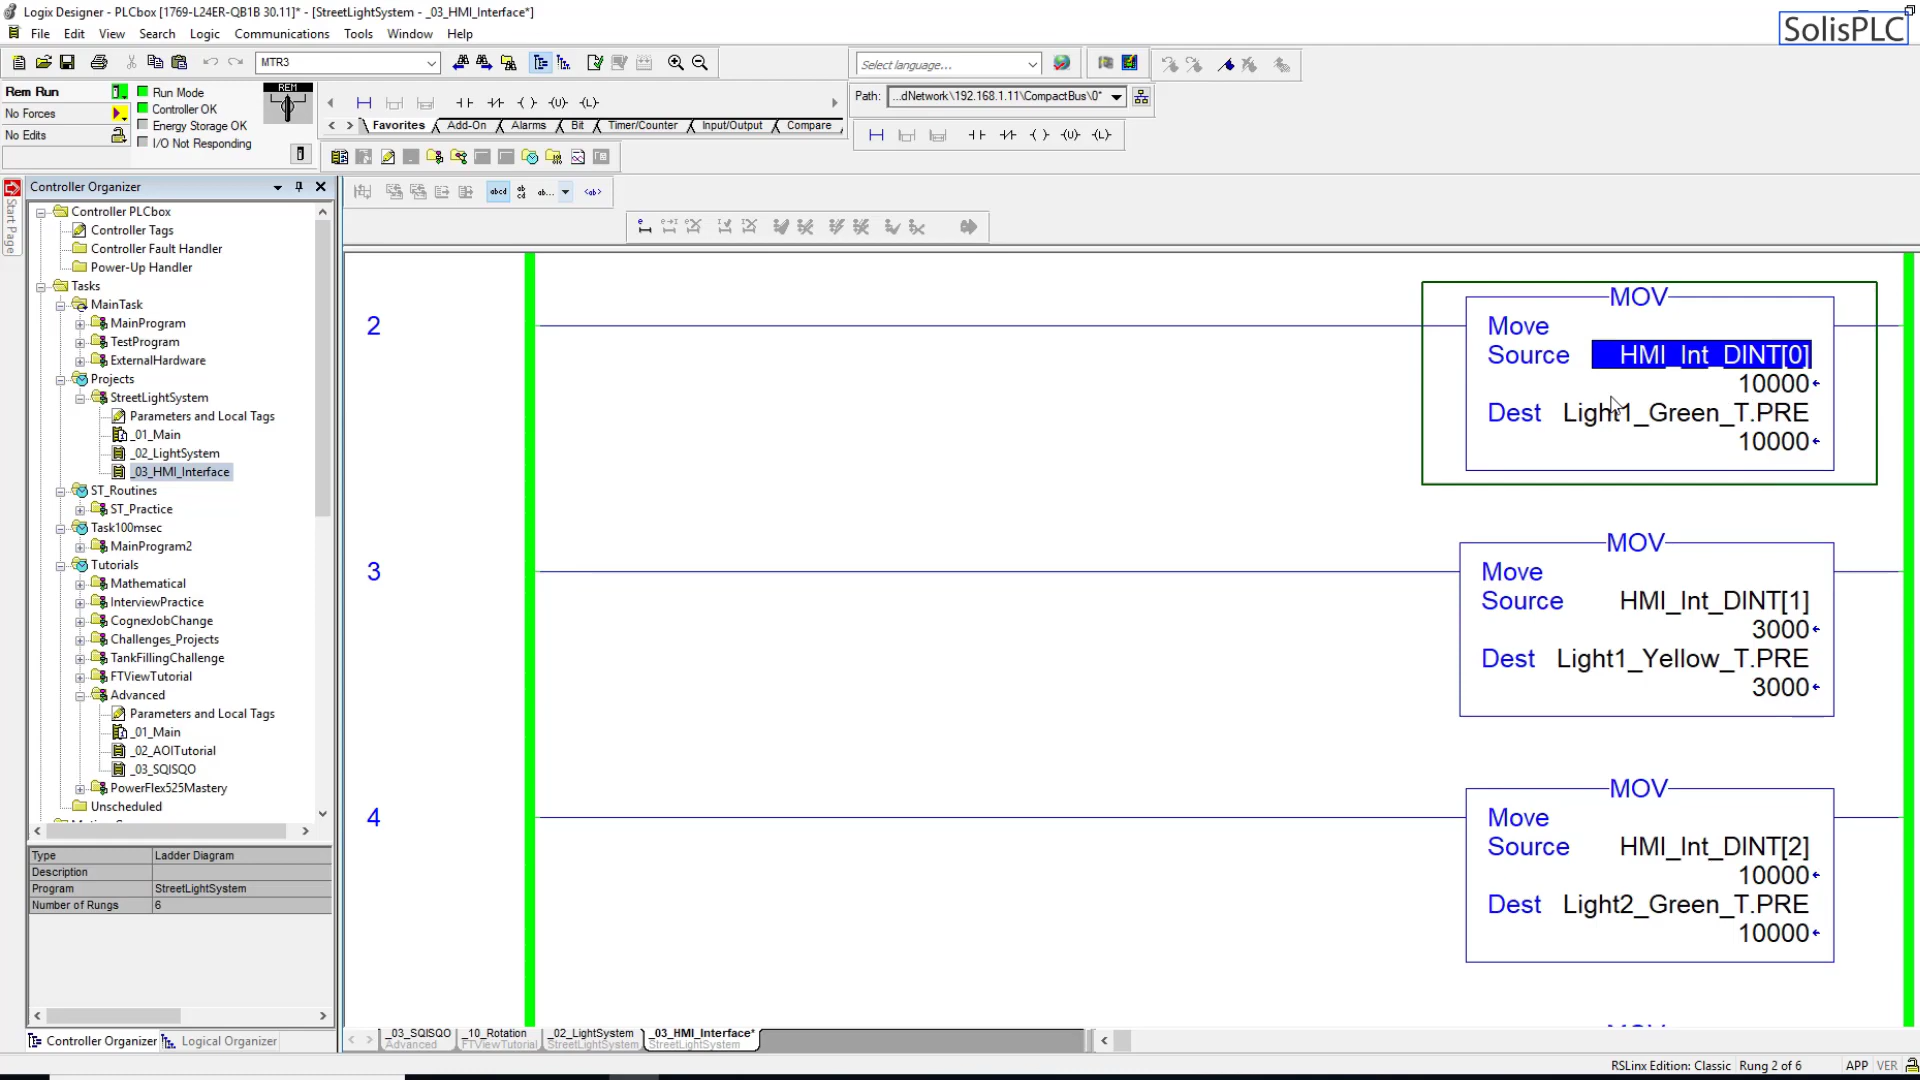 Logix Designer - PLCbox [1769-L24ER-QB1B 30.11]* - [StreetLightSystem - _03_HMI_Interface*]
SolisPLC
File Edit View Search Logic Communications Tools Window Help
MTR3
Select language...
Rem Run
No Forces
No Edits
Run Mode
Controller OK
Energy Storage OK
I/O Not Responding
REM
Path: ...dNetwork\192.168.1.11\CompactBus\0*
Favorites Add-On Alarms Bit Timer/Counter Input/Output Compare
Start Page
Controller Organizer
Controller PLCbox
Controller Tags
Controller Fault Handler
Power-Up Handler
Tasks
MainTask
MainProgram
TestProgram
ExternalHardware
Projects
StreetLightSystem
Parameters and Local Tags
_01_Main
_02_LightSystem
_03_HMI_Interface
ST_Routines
ST_Practice
Task100msec
MainProgram2
Tutorials
Mathematical
InterviewPractice
CognexJobChange
Challenges_Projects
TankFillingChallenge
FTViewTutorial
Advanced
Parameters and Local Tags
_01_Main
_02_AOITutorial
_03_SQISQO
PowerFlex525Mastery
Unscheduled
Type Ladder Diagram
Description
Program StreetLightSystem
Number of Rungs 6
Controller Organizer Logical Organizer
2
MOV
Move
Source HMI_Int_DINT[0]
10000
Dest Light1_Green_T.PRE
10000
3
MOV
Move
Source HMI_Int_DINT[1]
3000
Dest Light1_Yellow_T.PRE
3000
4
MOV
Move
Source HMI_Int_DINT[2]
10000
Dest Light2_Green_T.PRE
10000
MOV
_03_SQISQO _10_Rotation _02_LightSystem _03_HMI_Interface*
Advanced FTViewTutorial StreetLightSystem StreetLightSystem
RSLinx Edition: Classic Rung 2 of 6 APP VER